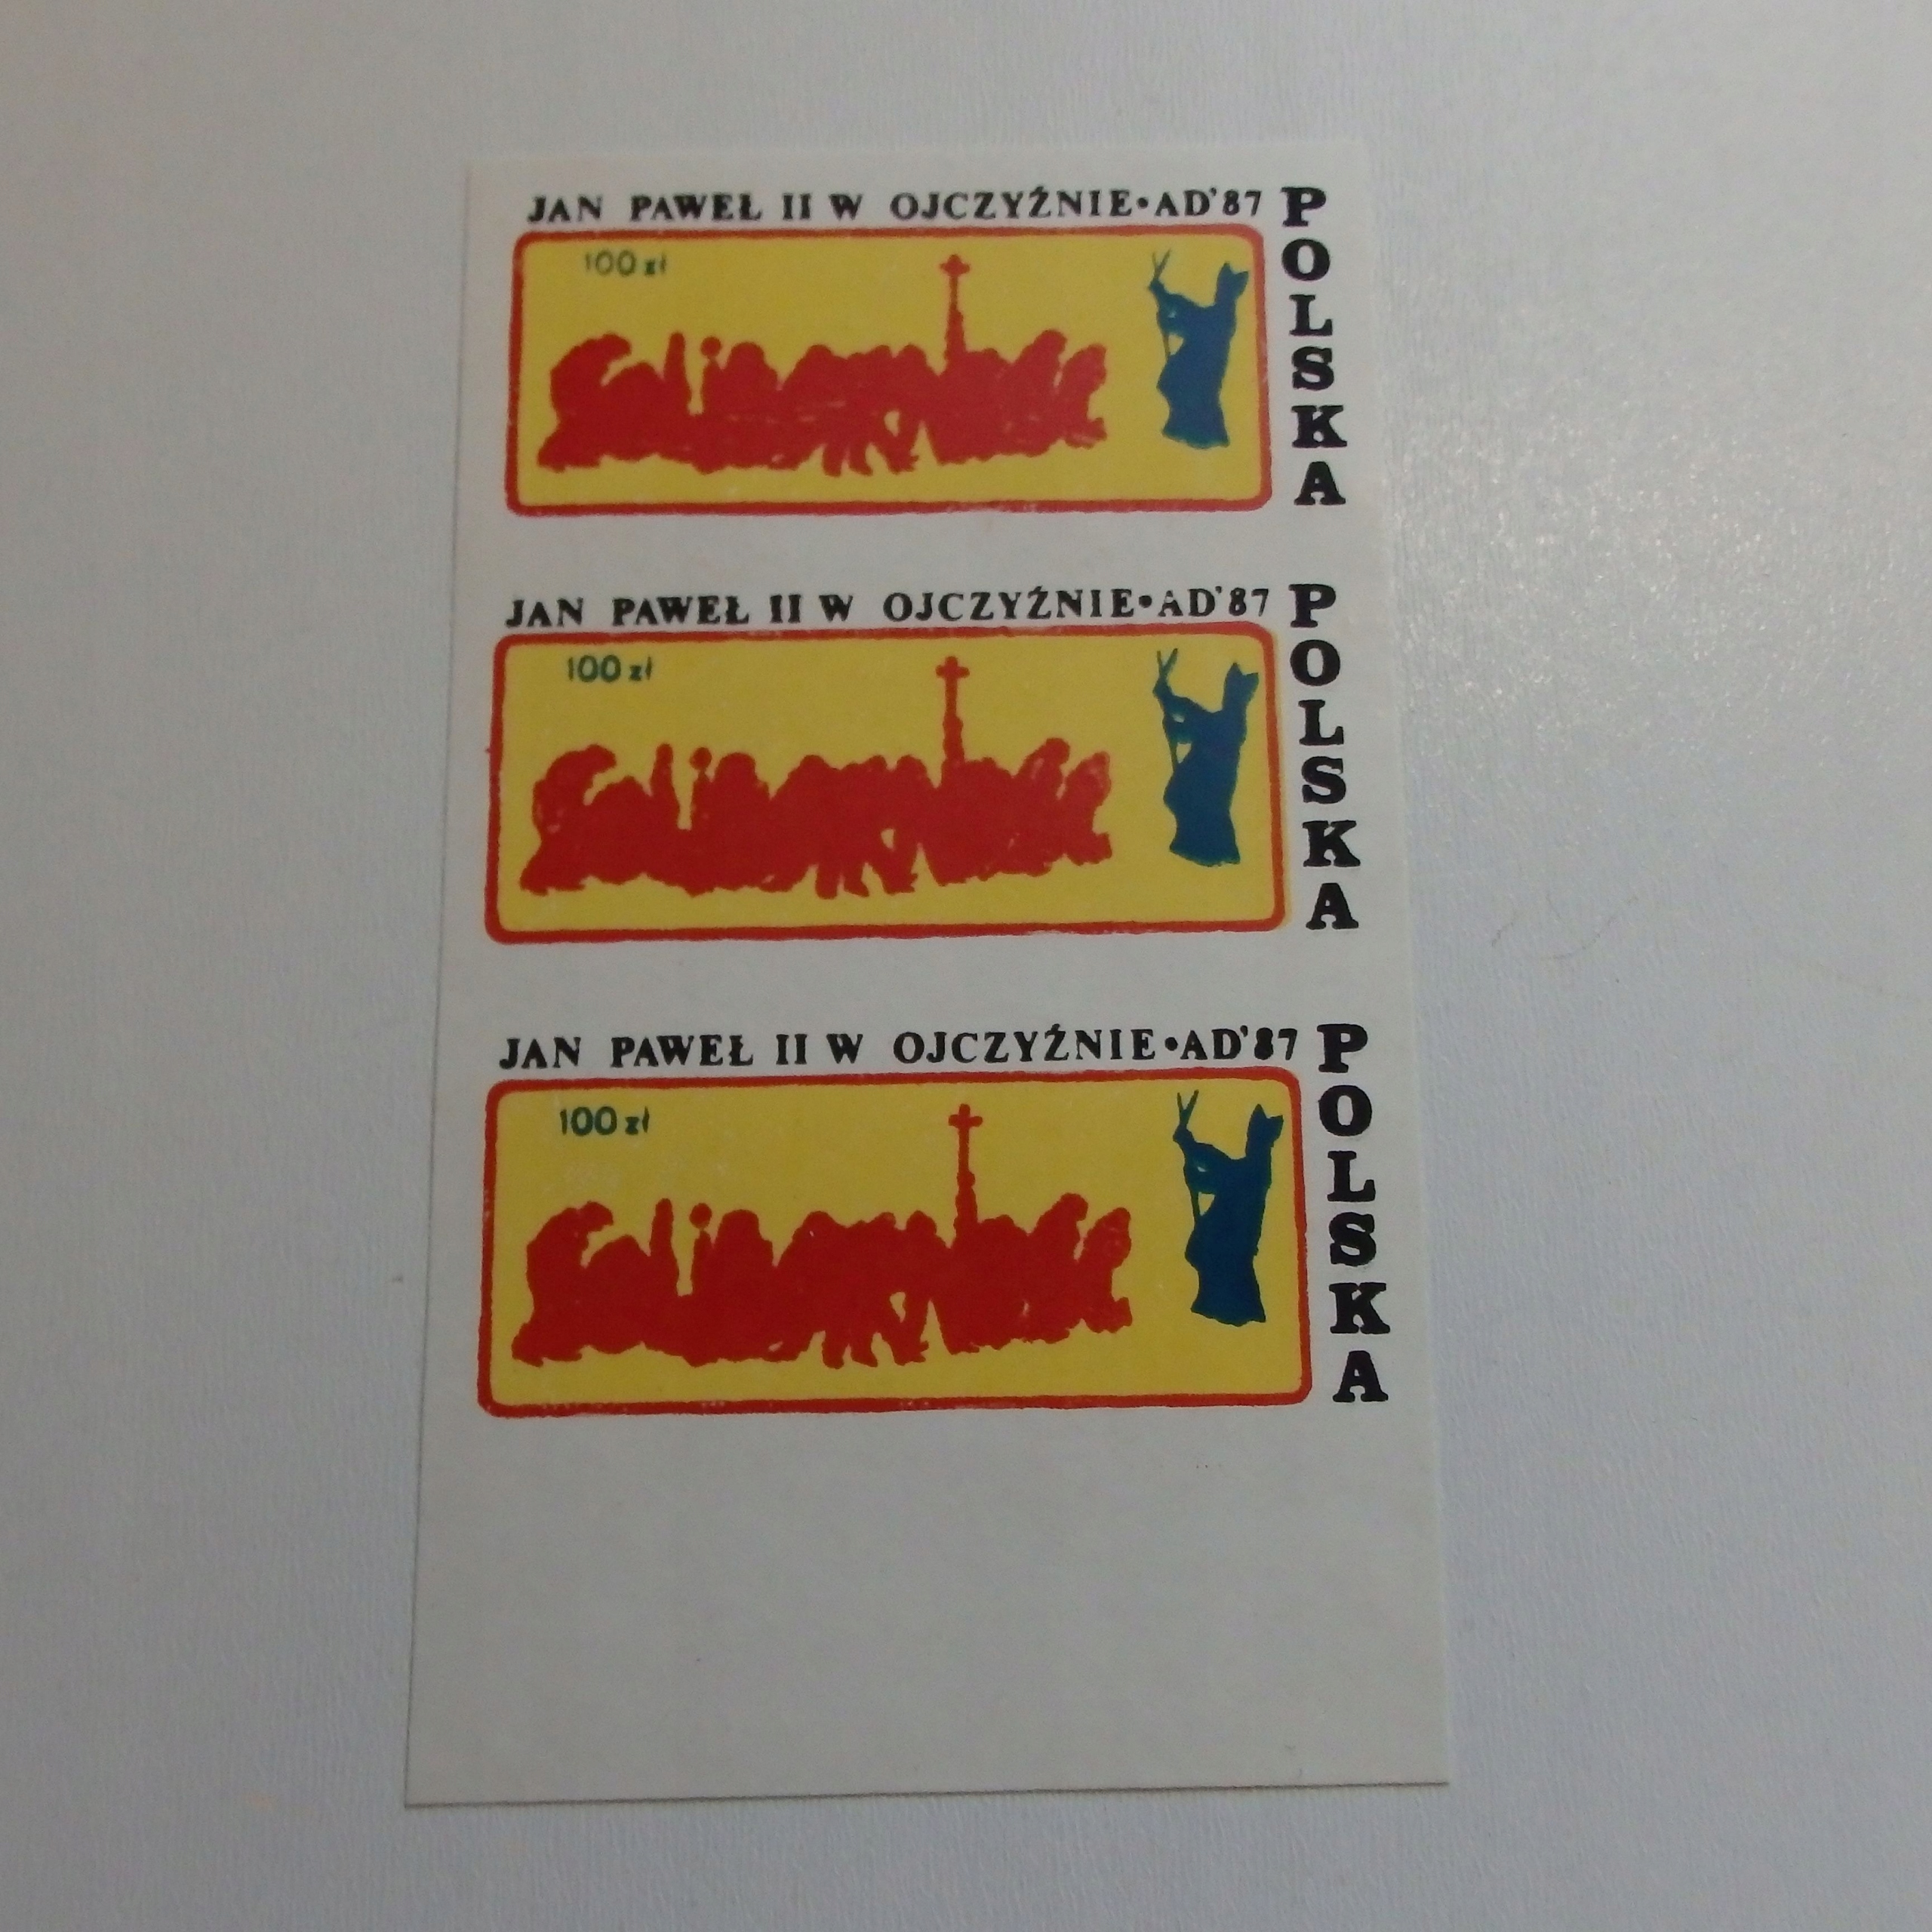 JAN PAWEŁ II W OJCZYŹNIE•AD'87
POLSKA
100 zł
JAN PAWEŁ II W OJCZYŹNIE•AD'87
POLSKA
100 zł
JAN PAWEŁ II W OJCZYŹNIE•AD'87
POLSKA
100 zł